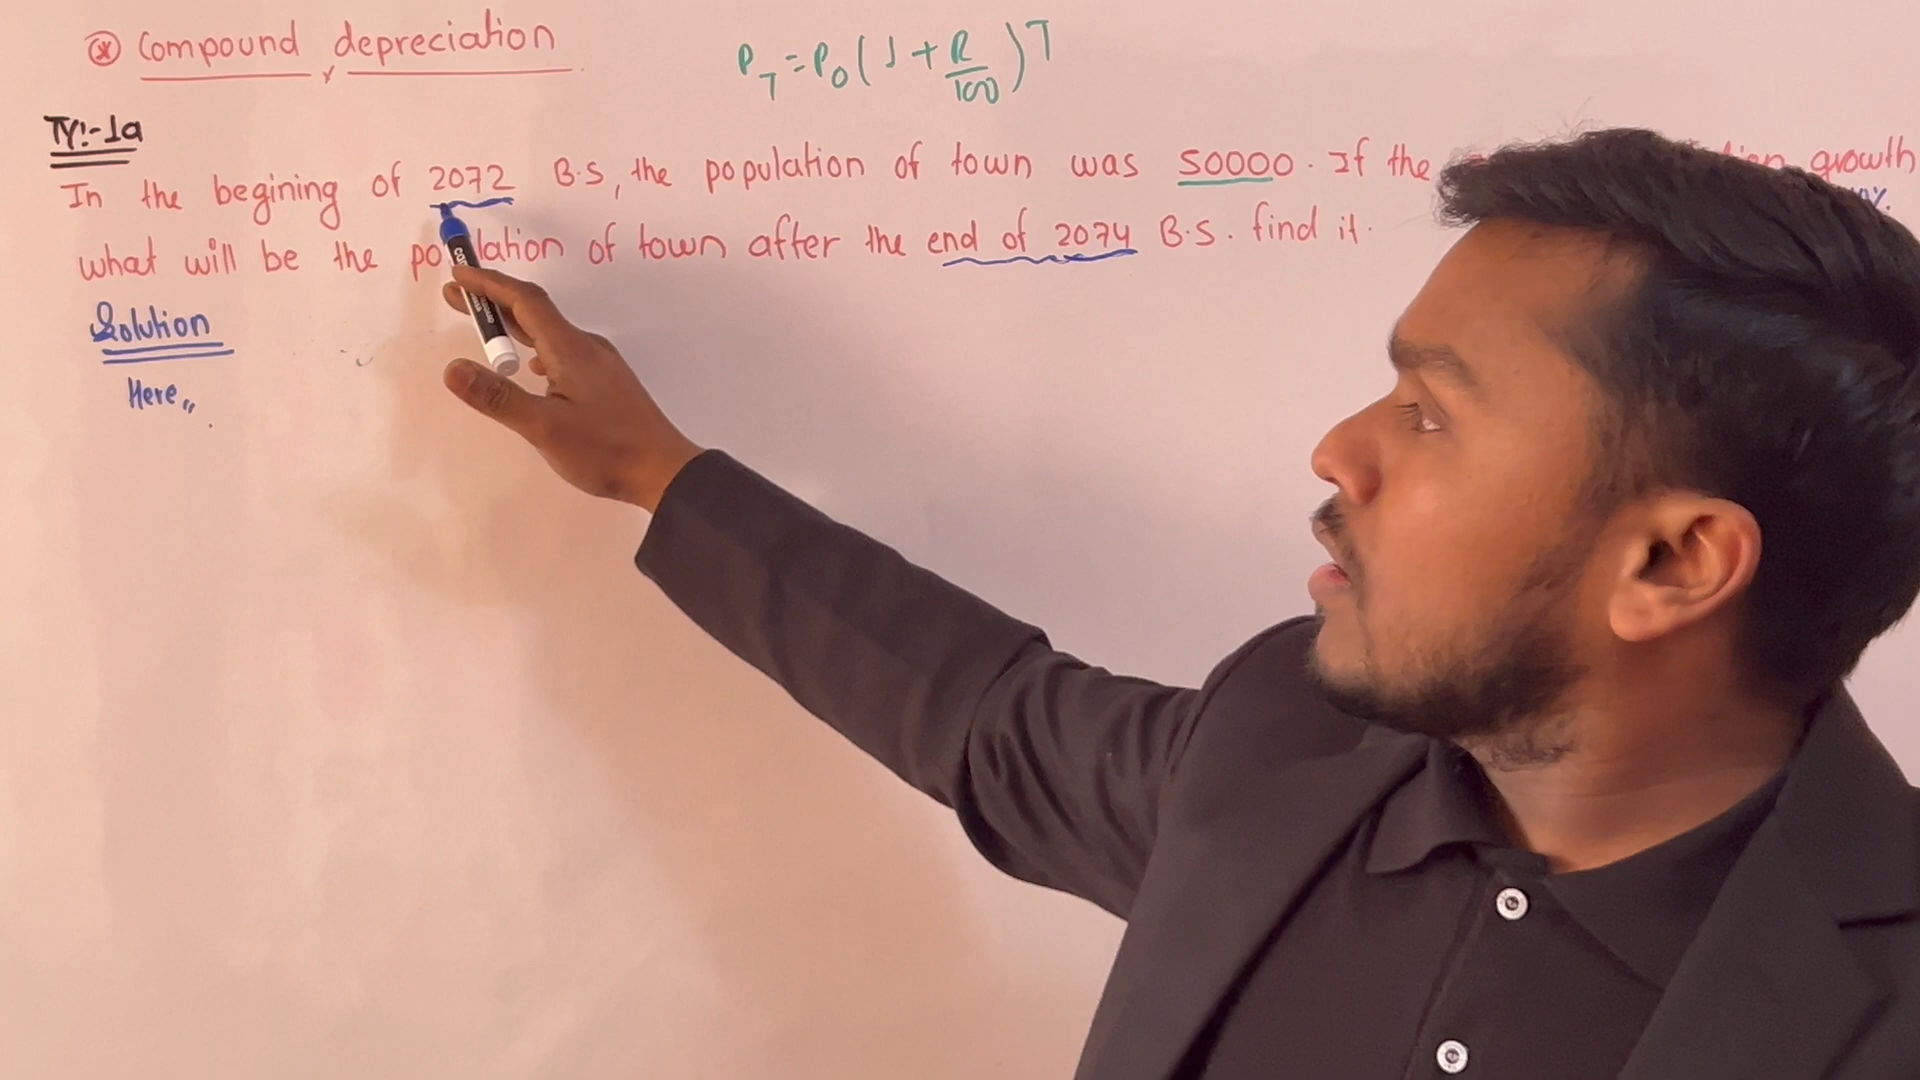 ⊛ Compound depreciation
P_T = P_0 (1 + R/100)^T
Ty:-1a
In the begining of 2072 B.S, the population of town was 50000. If the growth
%.
what will be the population of town after the end of 2074 B.S. find it.
Solution
Here,,